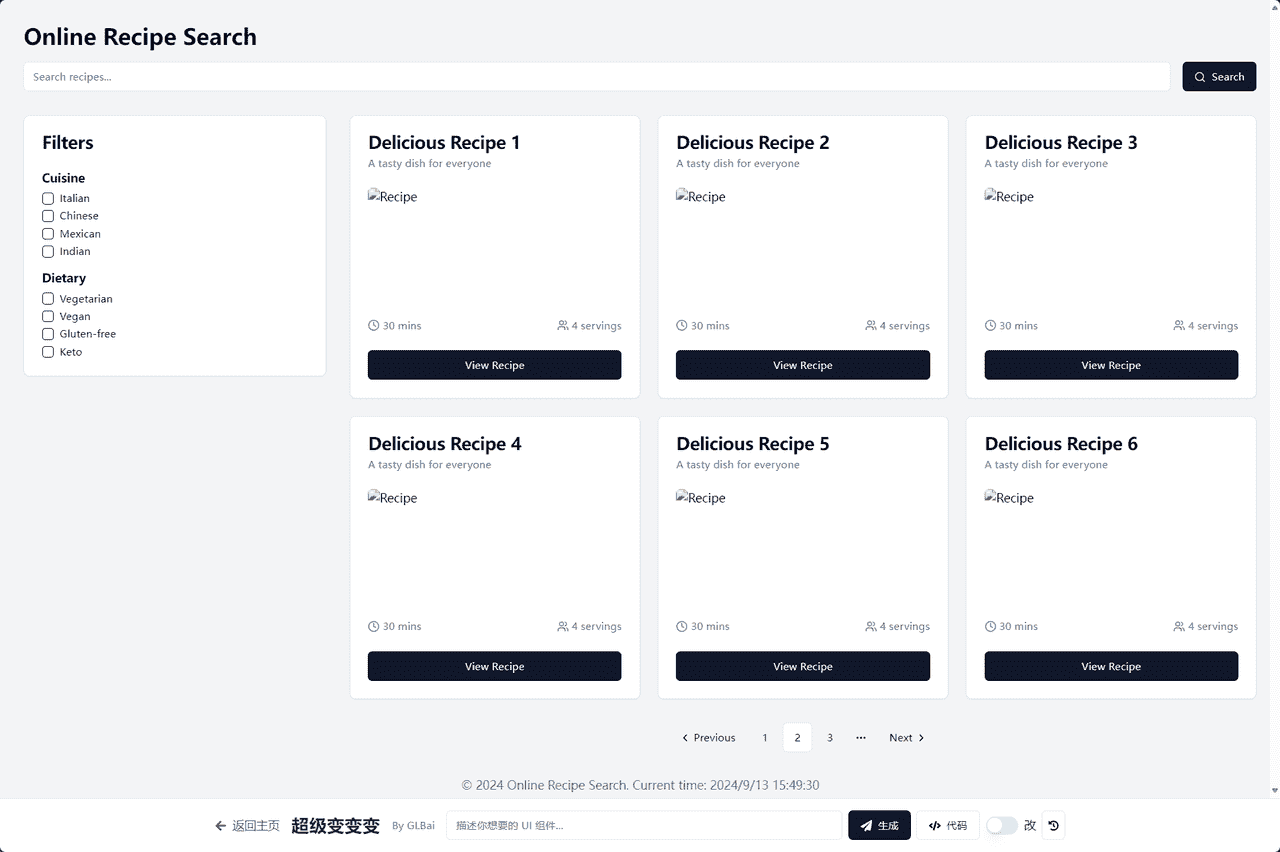 Online Recipe Search
Search recipes...
Search
Filters
Cuisine
Italian
Chinese
Mexican
Indian
Dietary
Vegetarian
Vegan
Gluten-free
Keto
Delicious Recipe 1
A tasty dish for everyone
Recipe
30 mins
4 servings
View Recipe
Delicious Recipe 2
A tasty dish for everyone
Recipe
30 mins
4 servings
View Recipe
Delicious Recipe 3
A tasty dish for everyone
Recipe
30 mins
4 servings
View Recipe
Delicious Recipe 4
A tasty dish for everyone
Recipe
30 mins
4 servings
View Recipe
Delicious Recipe 5
A tasty dish for everyone
Recipe
30 mins
4 servings
View Recipe
Delicious Recipe 6
A tasty dish for everyone
Recipe
30 mins
4 servings
View Recipe
Previous 1 2 3 ··· Next
© 2024 Online Recipe Search. Current time: 2024/9/13 15:49:30
返回主页 超级变变变 By GLBai 描述你想要的 UI 组件... 生成 代码 改